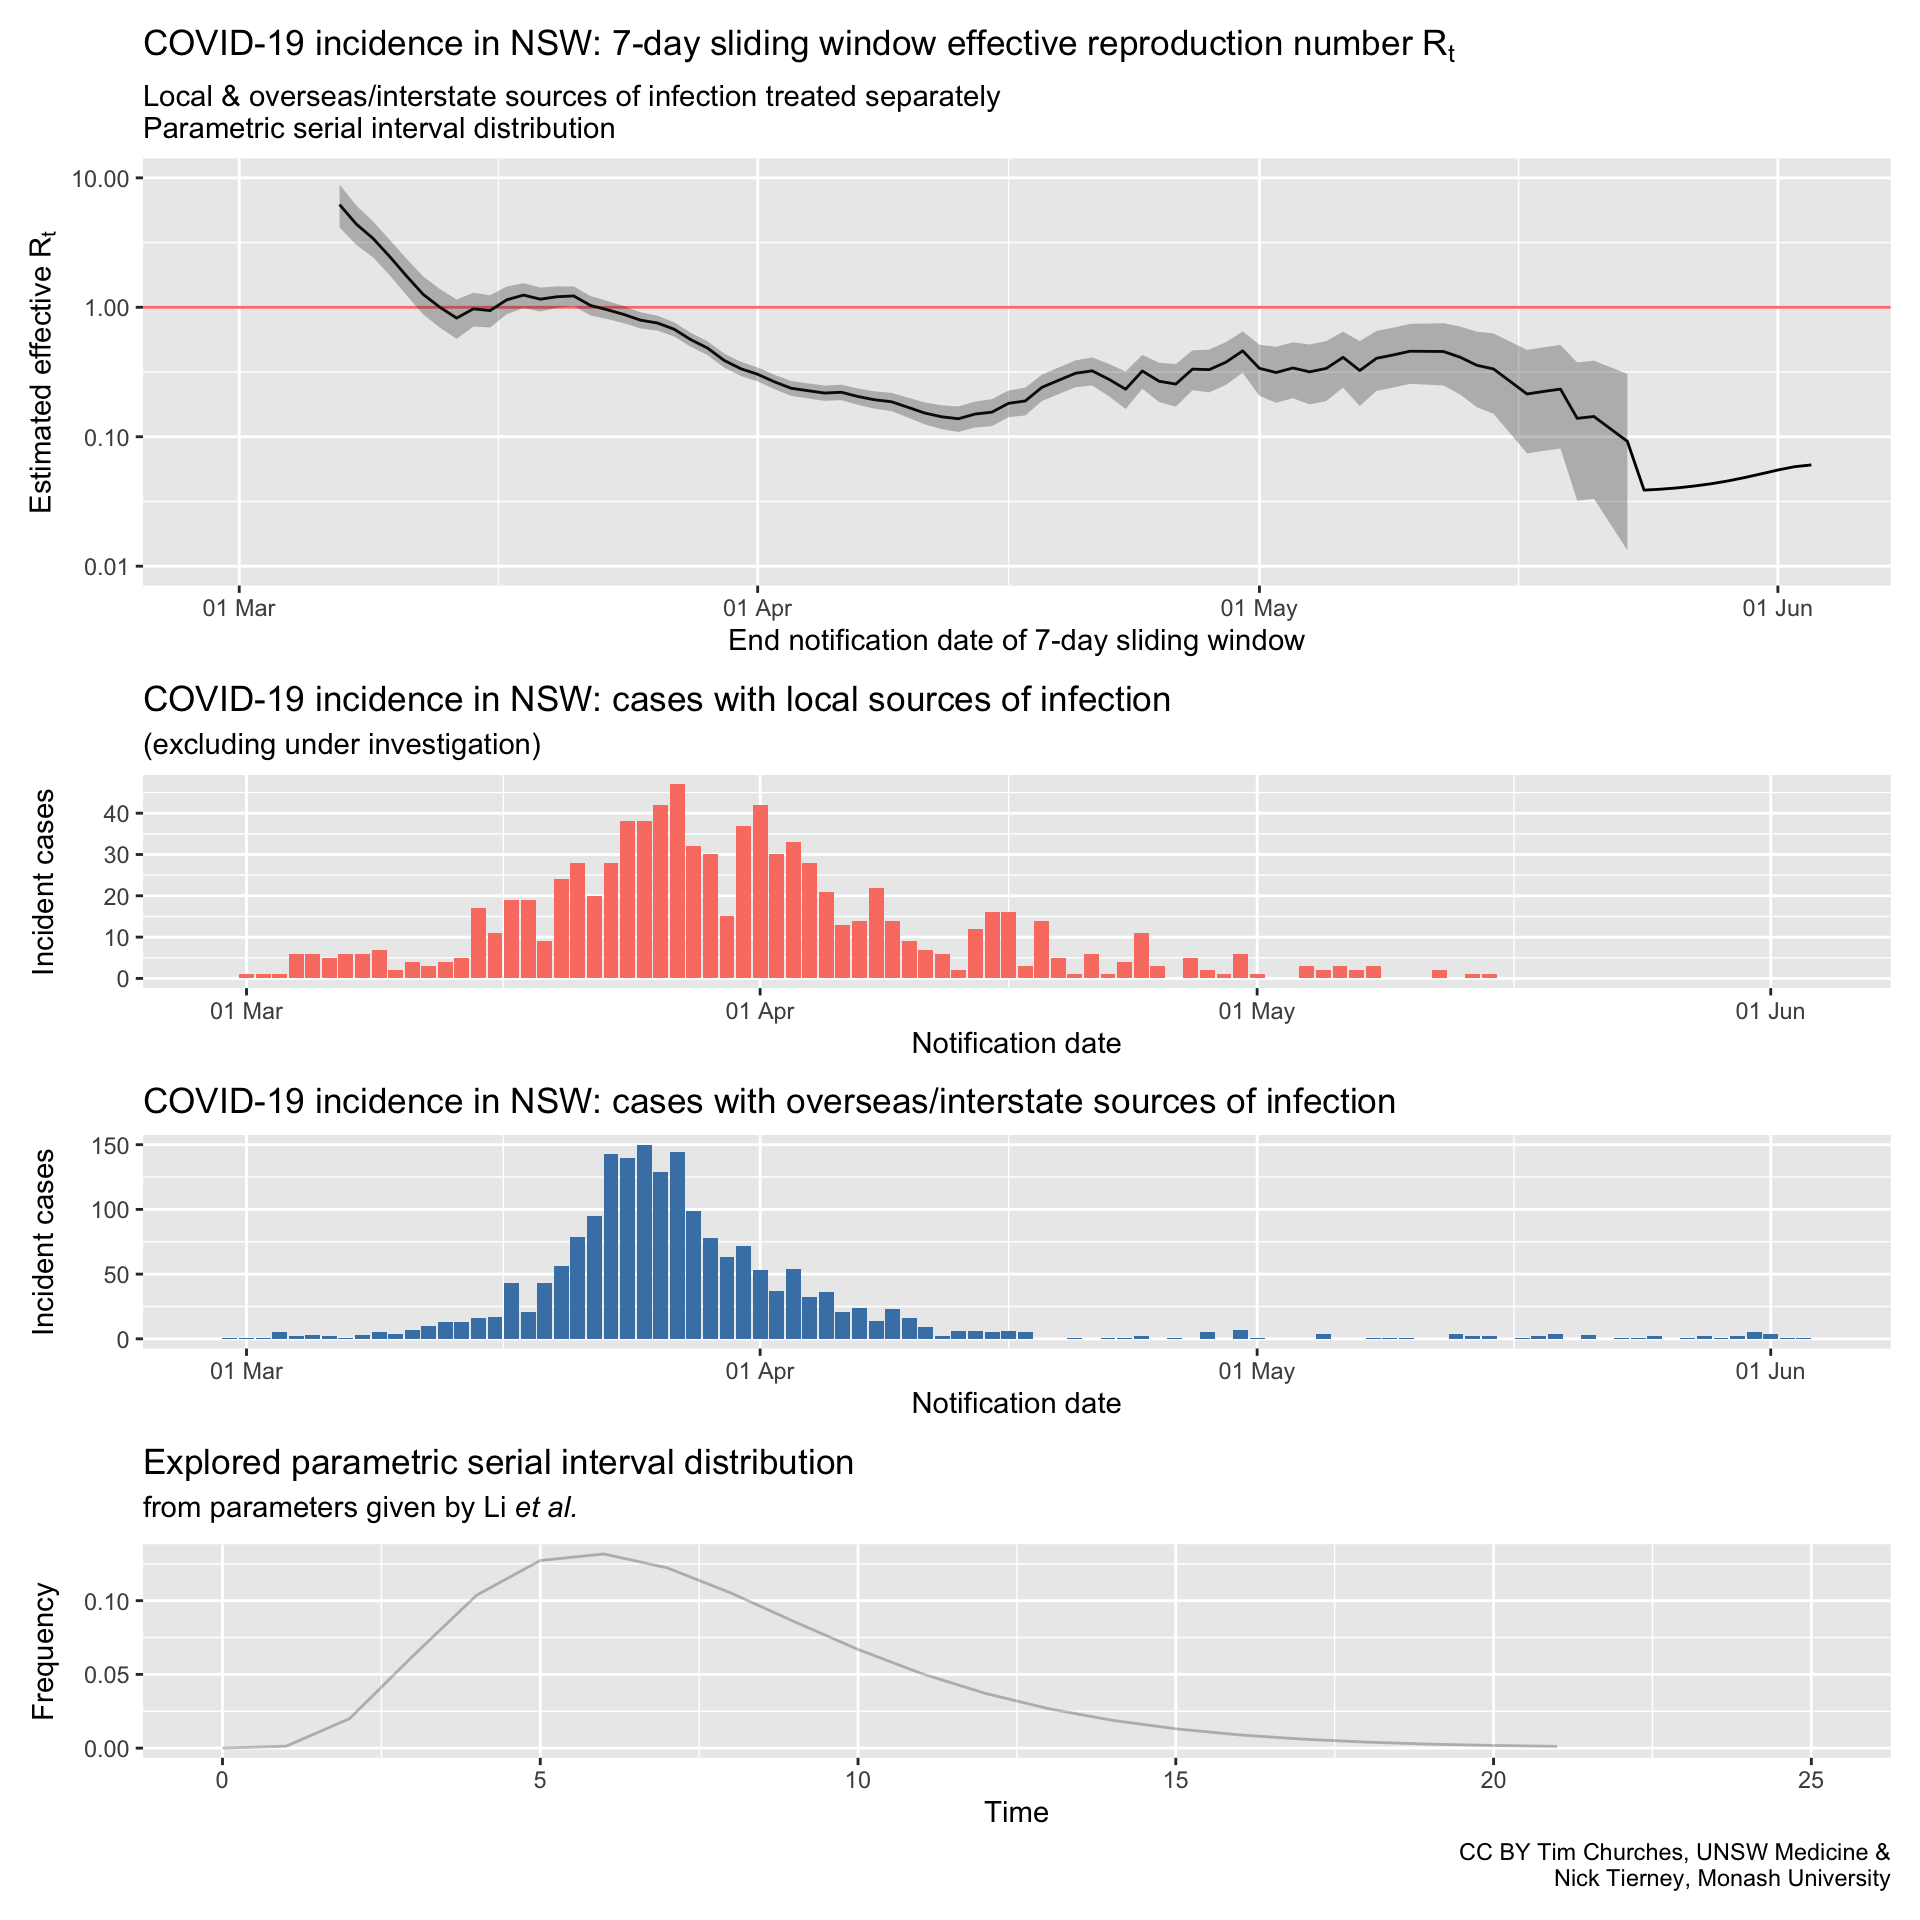 COVID-19 incidence in NSW: 7-day sliding window effective reproduction number Rt
Local & overseas/interstate sources of infection treated separately
Parametric serial interval distribution
Estimated effective Rt
10.00
1.00
0.10
0.01
01 Mar 01 Apr 01 May 01 Jun
End notification date of 7-day sliding window
COVID-19 incidence in NSW: cases with local sources of infection
(excluding under investigation)
Incident cases
40
30
20
10
0
01 Mar 01 Apr 01 May 01 Jun
Notification date
COVID-19 incidence in NSW: cases with overseas/interstate sources of infection
Incident cases
150
100
50
0
01 Mar 01 Apr 01 May 01 Jun
Notification date
Explored parametric serial interval distribution
from parameters given by Li et al.
Frequency
0.10
0.05
0.00
0 5 10 15 20 25
Time
CC BY Tim Churches, UNSW Medicine &
Nick Tierney, Monash University